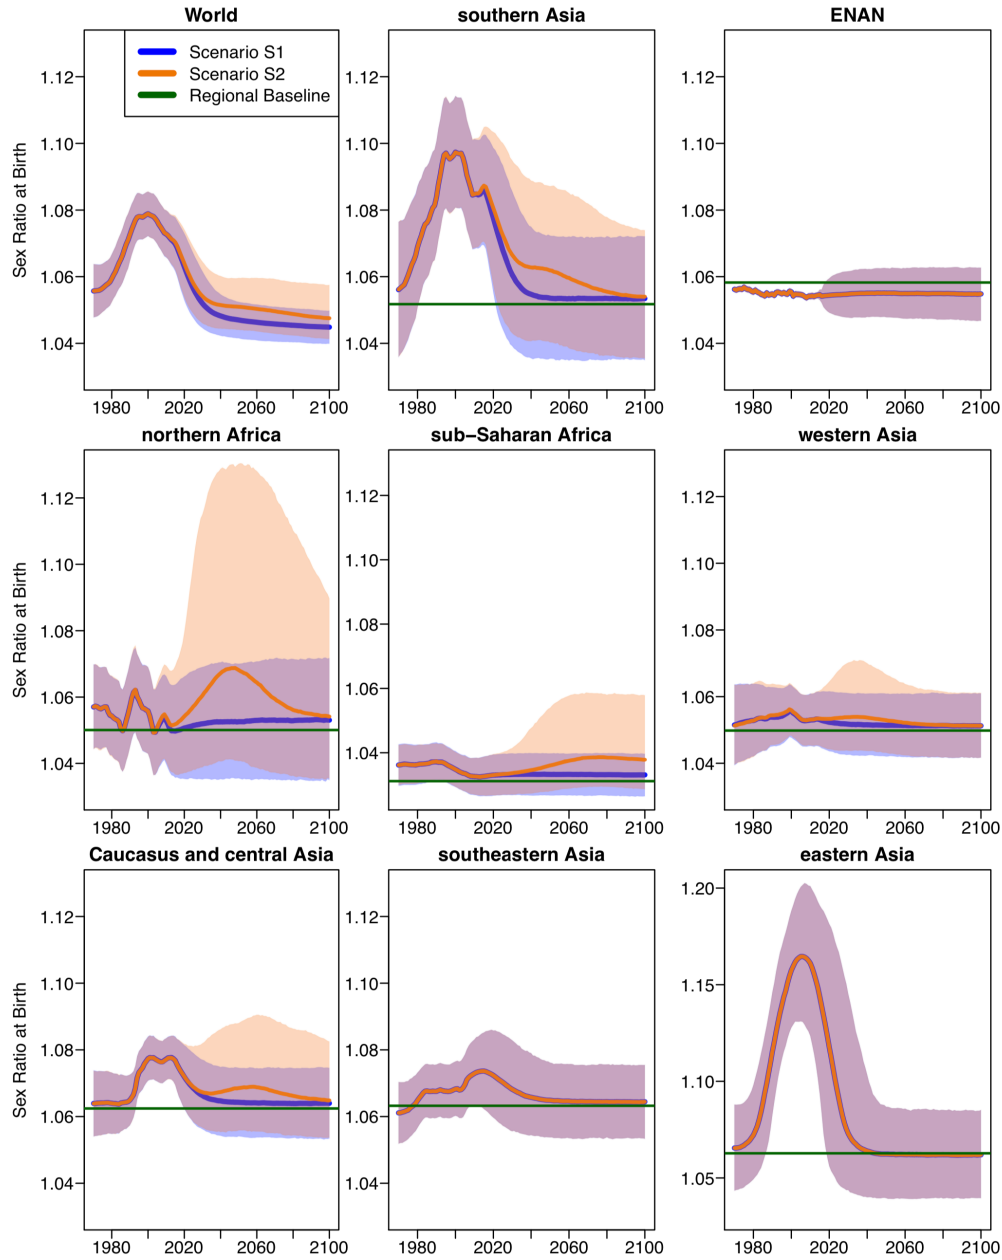 World
southern Asia
ENAN
Scenario S1
Scenario S2
Regional Baseline
Sex Ratio at Birth
1.12
1.10
1.08
1.06
1.04
1980 2020 2060 2100
1.12
1.10
1.08
1.06
1.04
1980 2020 2060 2100
1.12
1.10
1.08
1.06
1.04
1980 2020 2060 2100
northern Africa
sub−Saharan Africa
western Asia
Sex Ratio at Birth
1.12
1.10
1.08
1.06
1.04
1980 2020 2060 2100
1.12
1.10
1.08
1.06
1.04
1980 2020 2060 2100
1.12
1.10
1.08
1.06
1.04
1980 2020 2060 2100
Caucasus and central Asia
southeastern Asia
eastern Asia
Sex Ratio at Birth
1.12
1.10
1.08
1.06
1.04
1980 2020 2060 2100
1.12
1.10
1.08
1.06
1.04
1980 2020 2060 2100
1.20
1.15
1.10
1.05
1980 2020 2060 2100